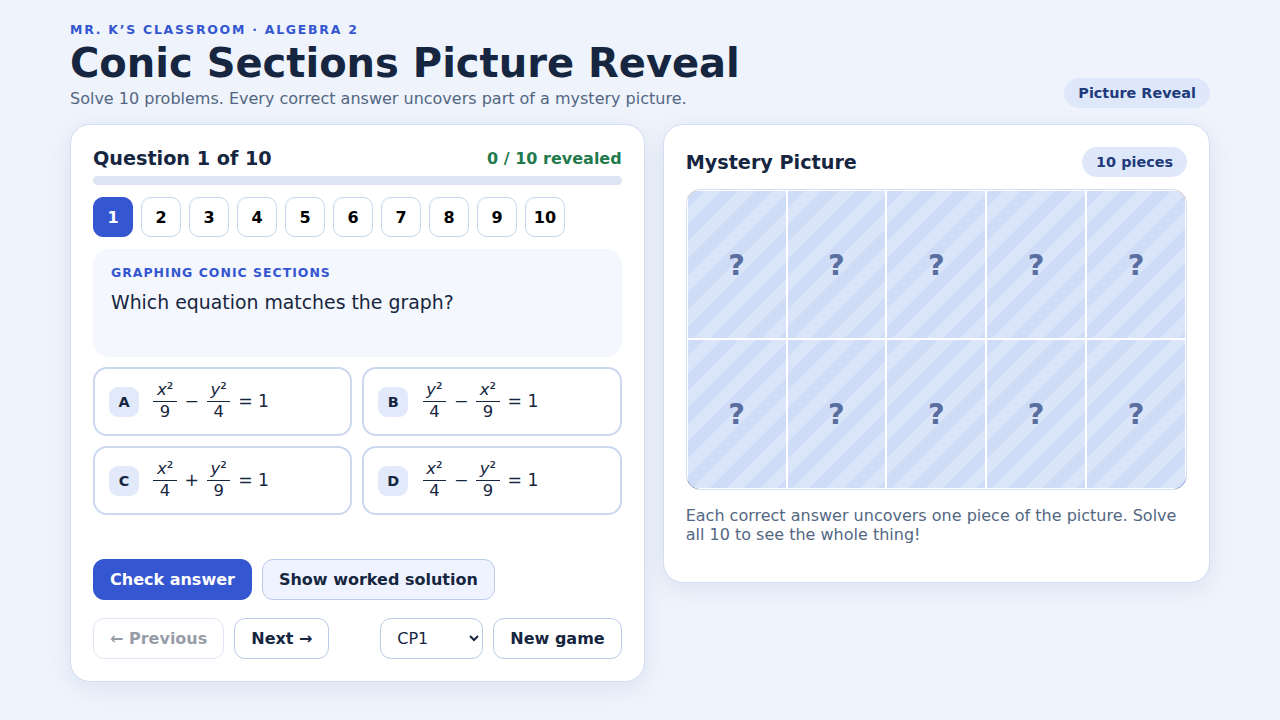 MR. K’S CLASSROOM · ALGEBRA 2
Conic Sections Picture Reveal
Solve 10 problems. Every correct answer uncovers part of a mystery picture.
Picture Reveal
Question 1 of 10
0 / 10 revealed
1 2 3 4 5 6 7 8 9 10
GRAPHING CONIC SECTIONS
Which equation matches the graph?
A x²/9 − y²/4 = 1
B y²/4 − x²/9 = 1
C x²/4 + y²/9 = 1
D x²/4 − y²/9 = 1
Check answer
Show worked solution
← Previous
Next →
CP1
New game
Mystery Picture
10 pieces
? ? ? ? ?
? ? ? ? ?
Each correct answer uncovers one piece of the picture. Solve
all 10 to see the whole thing!